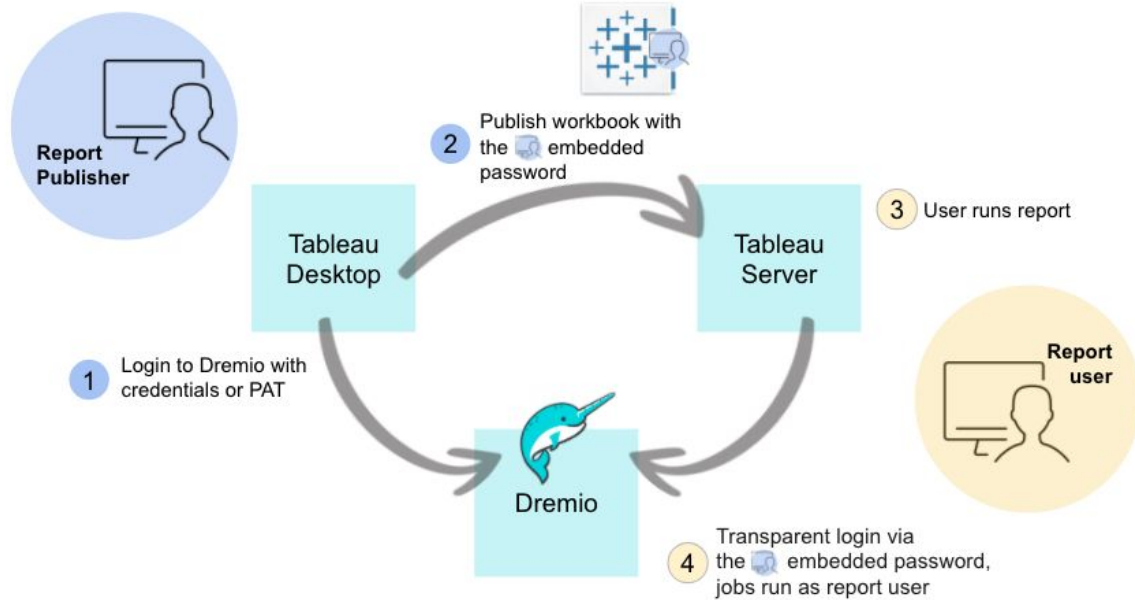 Report
Publisher
2
Publish workbook with
the embedded
password
3 User runs report
Tableau
Desktop
Tableau
Server
1
Login to Dremio with
credentials or PAT
Report
user
Dremio
4
Transparent login via
the embedded password,
jobs run as report user